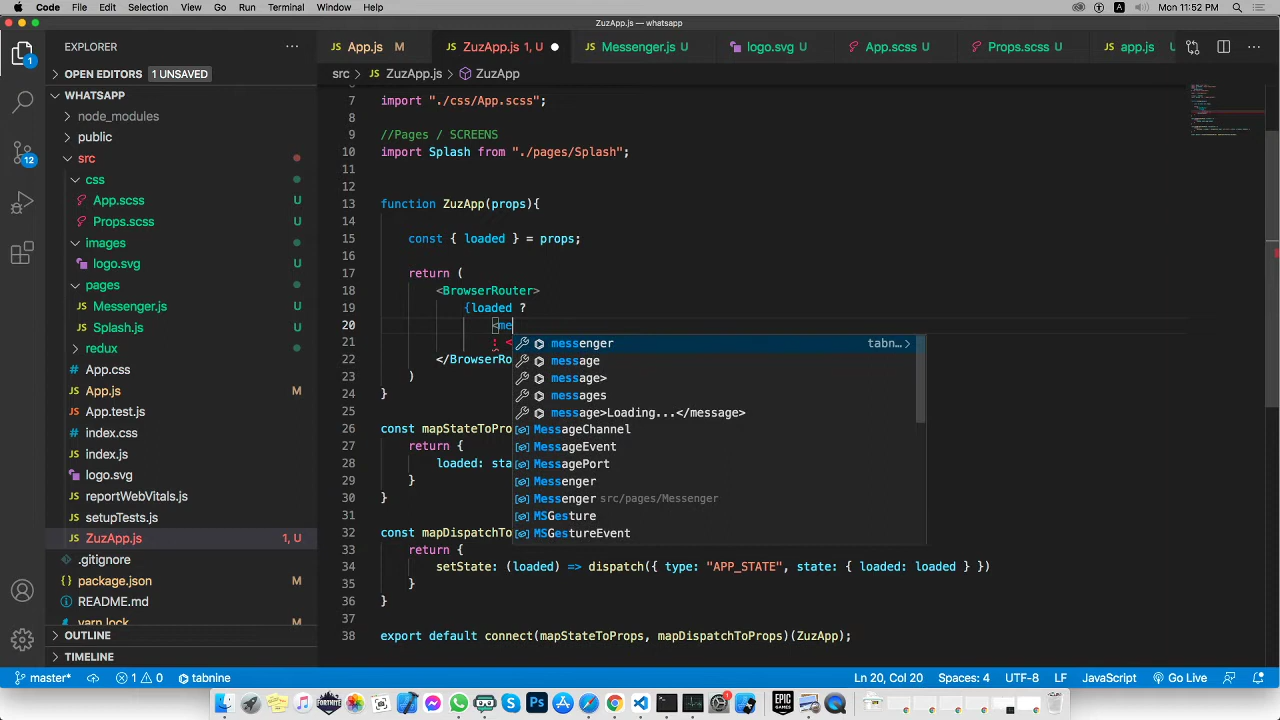 Code File Edit Selection View Go Run Terminal Window Help
A
Mon 11:52 PM
ZuzApp.js — whatsapp
EXPLORER
App.js M
ZuzApp.js 1, U
Messenger.js U
logo.svg U
App.scss U
Props.scss U
app.js U
OPEN EDITORS 1 UNSAVED
src > JS ZuzApp.js > ZuzApp
WHATSAPP
node_modules
public
src
css
App.scss U
Props.scss U
images
logo.svg U
pages
Messenger.js U
Splash.js U
redux
App.css
App.js M
App.test.js
index.css
index.js
logo.svg
reportWebVitals.js
setupTests.js
ZuzApp.js 1, U
.gitignore
package.json
README.md
yarn.lock
OUTLINE
TIMELINE
1
12
7 import "./css/App.scss";
8
9 //Pages / SCREENS
10 import Splash from "./pages/Splash";
11
12
13 function ZuzApp(props){
14
15 const { loaded } = props;
16
17 return (
18 <BrowserRouter>
19 {loaded ?
20 <me
21 : <
22 </BrowserRo
23 )
24 }
25
26 const mapStateToPro
27 return {
28 loaded: sta
29 }
30 }
31
32 const mapDispatchTo
33 return {
34 setState: (loaded) => dispatch({ type: "APP_STATE", state: { loaded: loaded } })
35 }
36 }
37
38 export default connect(mapStateToProps, mapDispatchToProps)(ZuzApp);
messenger tabn… >
message
message>
messages
message>Loading...</message>
MessageChannel
MessageEvent
MessagePort
Messenger
Messenger src/pages/Messenger
MSGesture
MSGestureEvent
master* 1 0 tabnine
Ln 20, Col 20 Spaces: 4 UTF-8 LF JavaScript Go Live
FORTNITE
Ps
EPIC GAMES